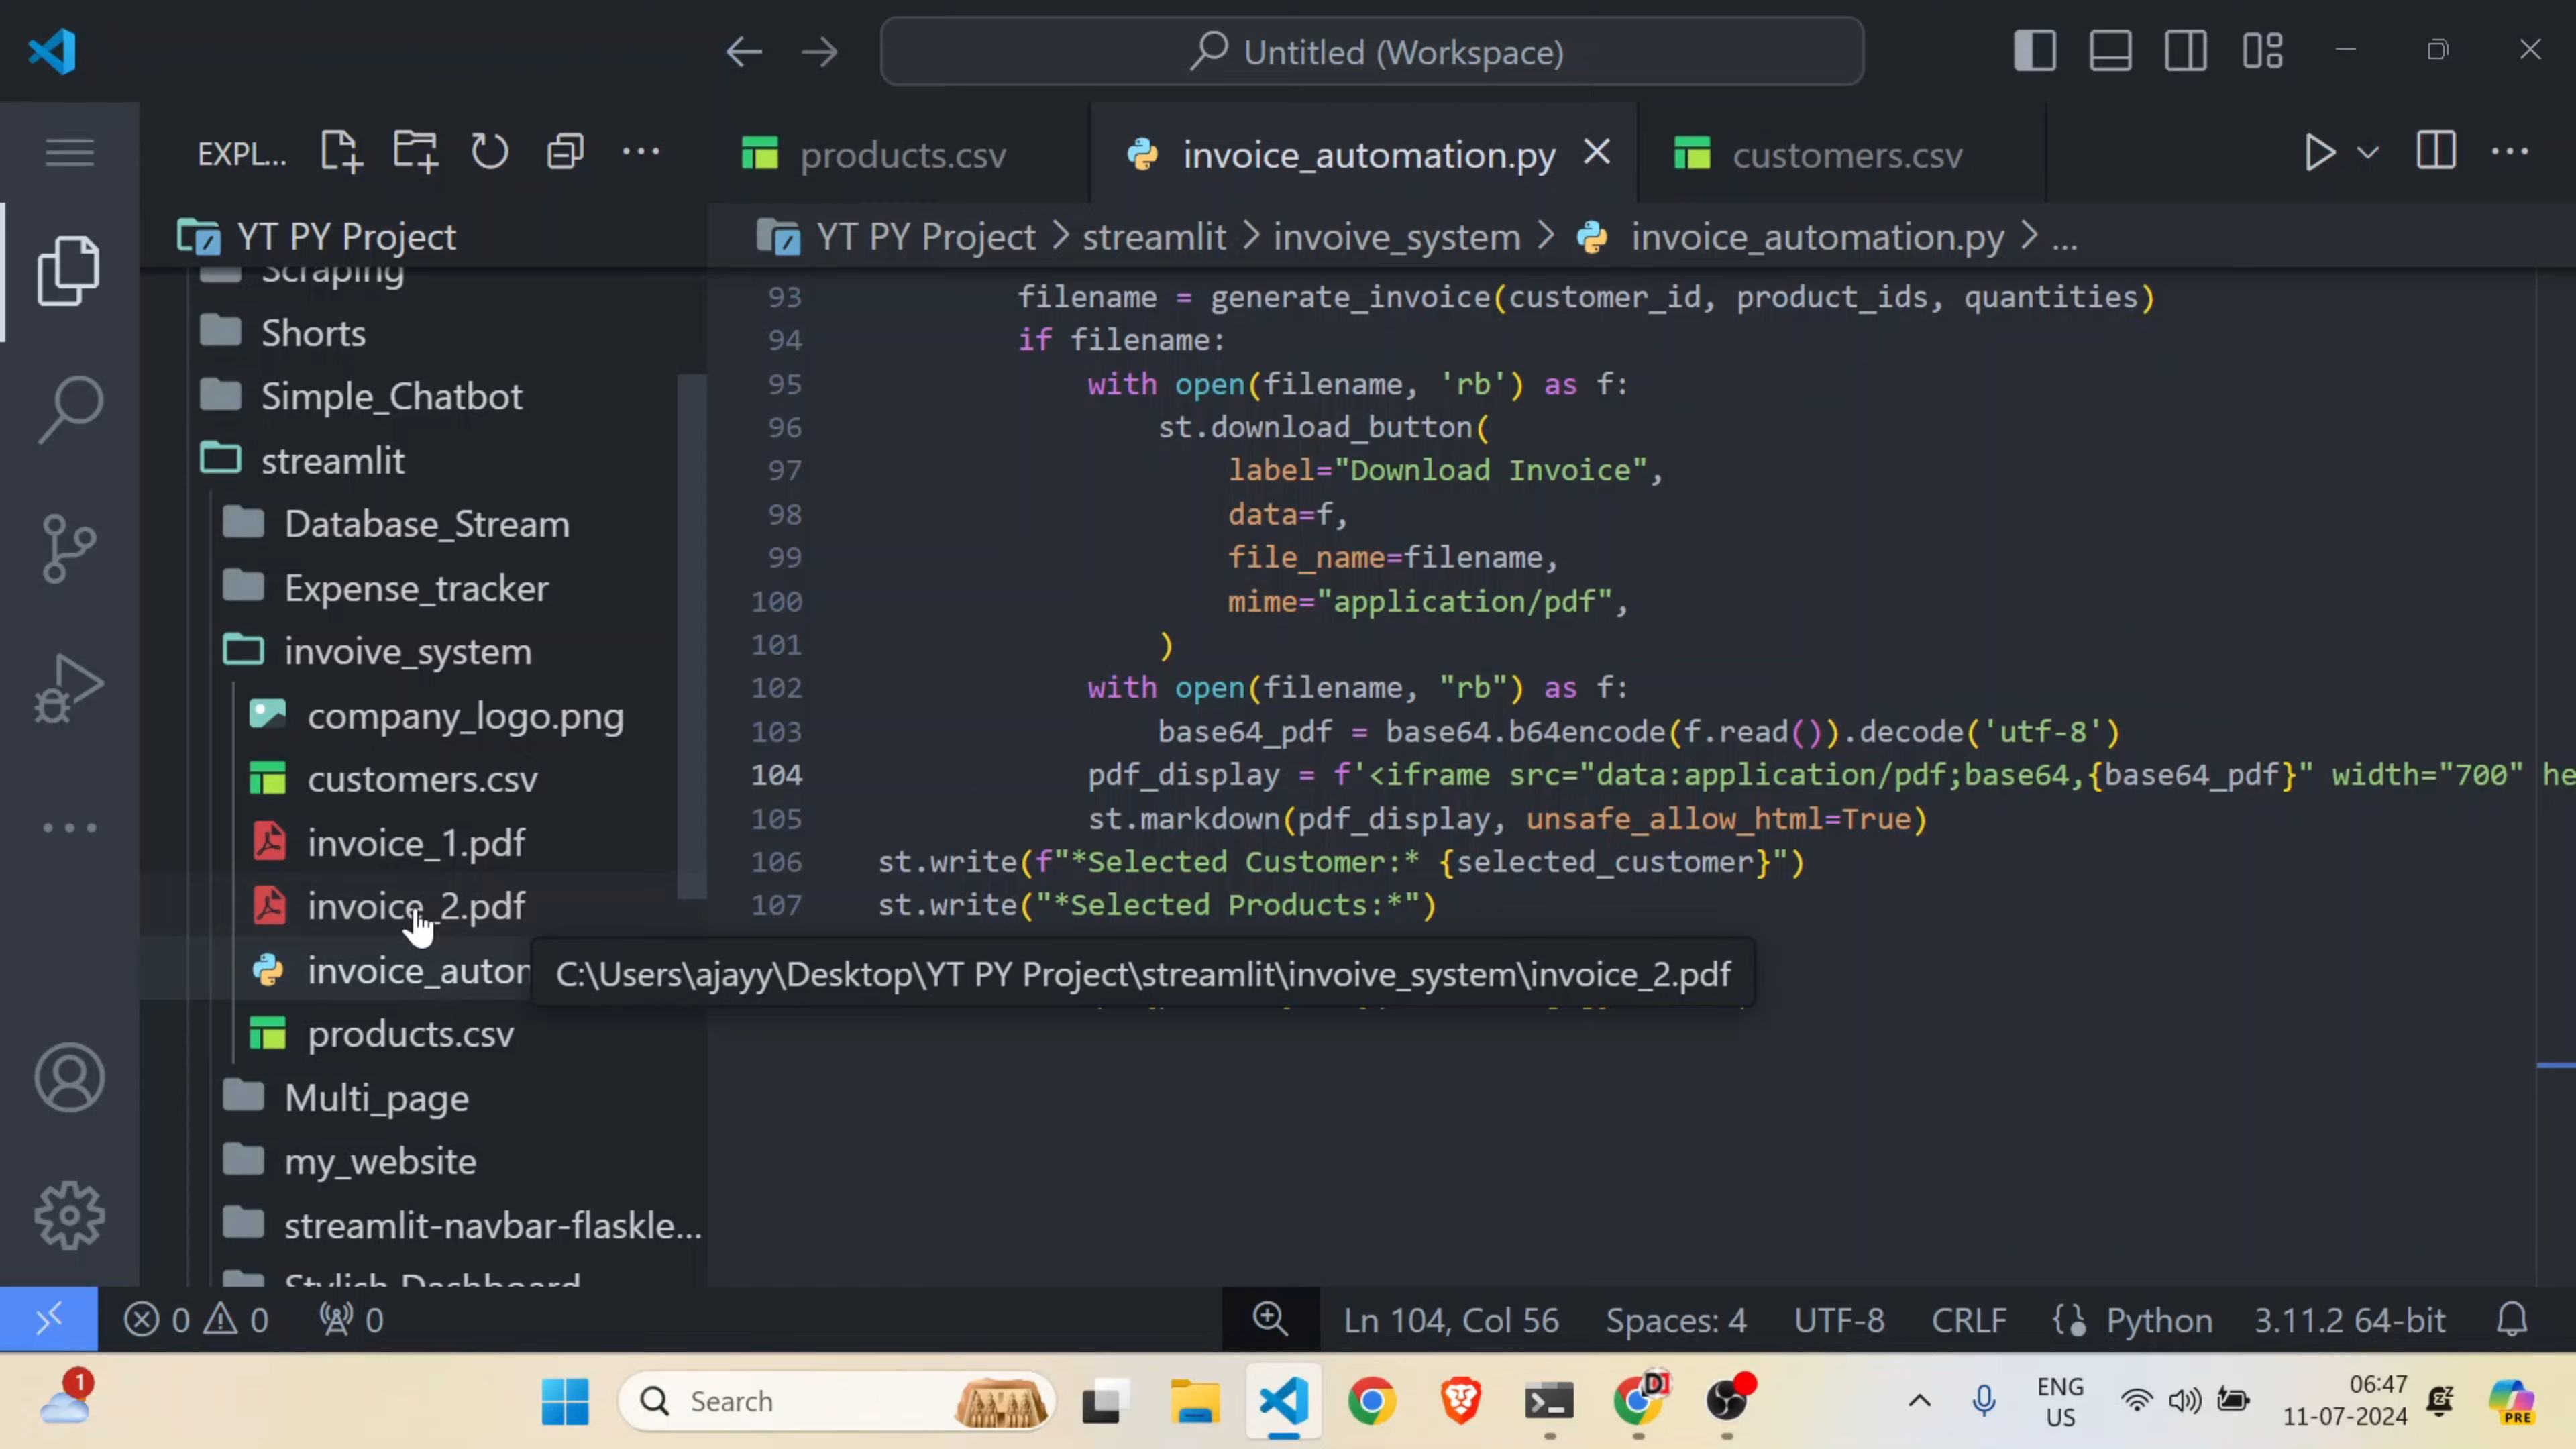 Untitled (Workspace)
EXPL...
products.csv
invoice_automation.py
customers.csv
YT PY Project
YT PY Project > streamlit > invoive_system > invoice_automation.py > ...
Scraping
Shorts
Simple_Chatbot
streamlit
Database_Stream
Expense_tracker
invoive_system
company_logo.png
customers.csv
invoice_1.pdf
invoice_2.pdf
invoice_autom
products.csv
Multi_page
my_website
streamlit-navbar-flaskle...
Stylish Dashboard
93 filename = generate_invoice(customer_id, product_ids, quantities)
94 if filename:
95 with open(filename, 'rb') as f:
96 st.download_button(
97 label="Download Invoice",
98 data=f,
99 file_name=filename,
100 mime="application/pdf",
101 )
102 with open(filename, "rb") as f:
103 base64_pdf = base64.b64encode(f.read()).decode('utf-8')
104 pdf_display = f'<iframe src="data:application/pdf;base64,{base64_pdf}" width="700" he
105 st.markdown(pdf_display, unsafe_allow_html=True)
106 st.write(f"*Selected Customer:* {selected_customer}")
107 st.write("*Selected Products:*")
C:\Users\ajayy\Desktop\YT PY Project\streamlit\invoive_system\invoice_2.pdf
0 0 0 Ln 104, Col 56 Spaces: 4 UTF-8 CRLF Python 3.11.2 64-bit
1
Search
ENG
US
06:47
11-07-2024
PRE